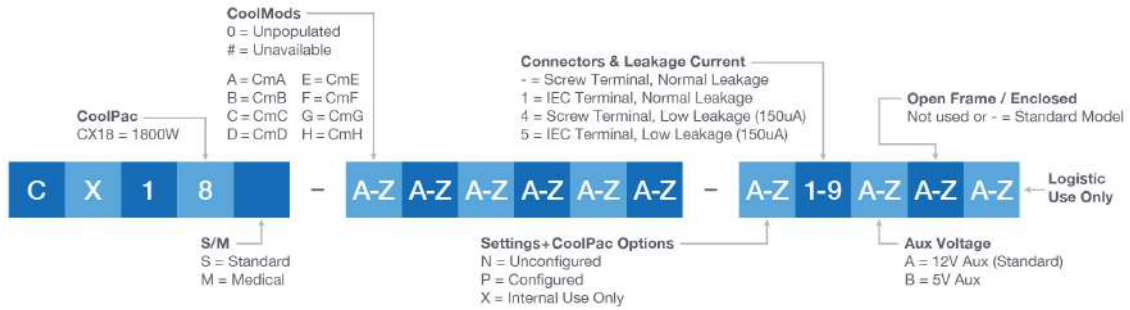 CoolMods
0 = Unpopulated
# = Unavailable
A = CmA E = CmE
B = CmB F = CmF
C = CmC G = CmG
D = CmD H = CmH
Connectors & Leakage Current
- = Screw Terminal, Normal Leakage
1 = IEC Terminal, Normal Leakage
4 = Screw Terminal, Low Leakage (150uA)
5 = IEC Terminal, Low Leakage (150uA)
Open Frame / Enclosed
Not used or - = Standard Model
CoolPac
CX18 = 1800W
C X 1 8 – A-Z A-Z A-Z A-Z A-Z A-Z – A-Z 1-9 A-Z A-Z A-Z
Logistic
Use Only
S/M
S = Standard
M = Medical
Settings+CoolPac Options
N = Unconfigured
P = Configured
X = Internal Use Only
Aux Voltage
A = 12V Aux (Standard)
B = 5V Aux